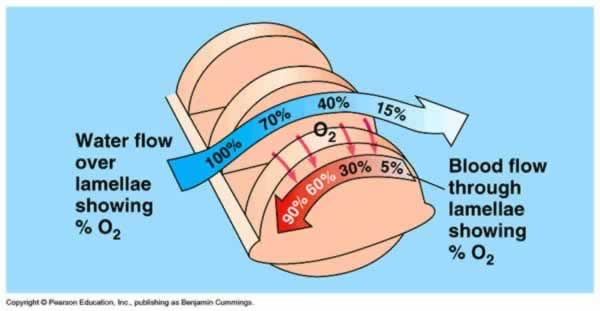 Water flow
over
lamellae
showing
% O2
100%
70%
40%
15%
O2
90%
60%
30%
5%
Blood flow
through
lamellae
showing
% O2
Copyright © Pearson Education, Inc., publishing as Benjamin Cummings.